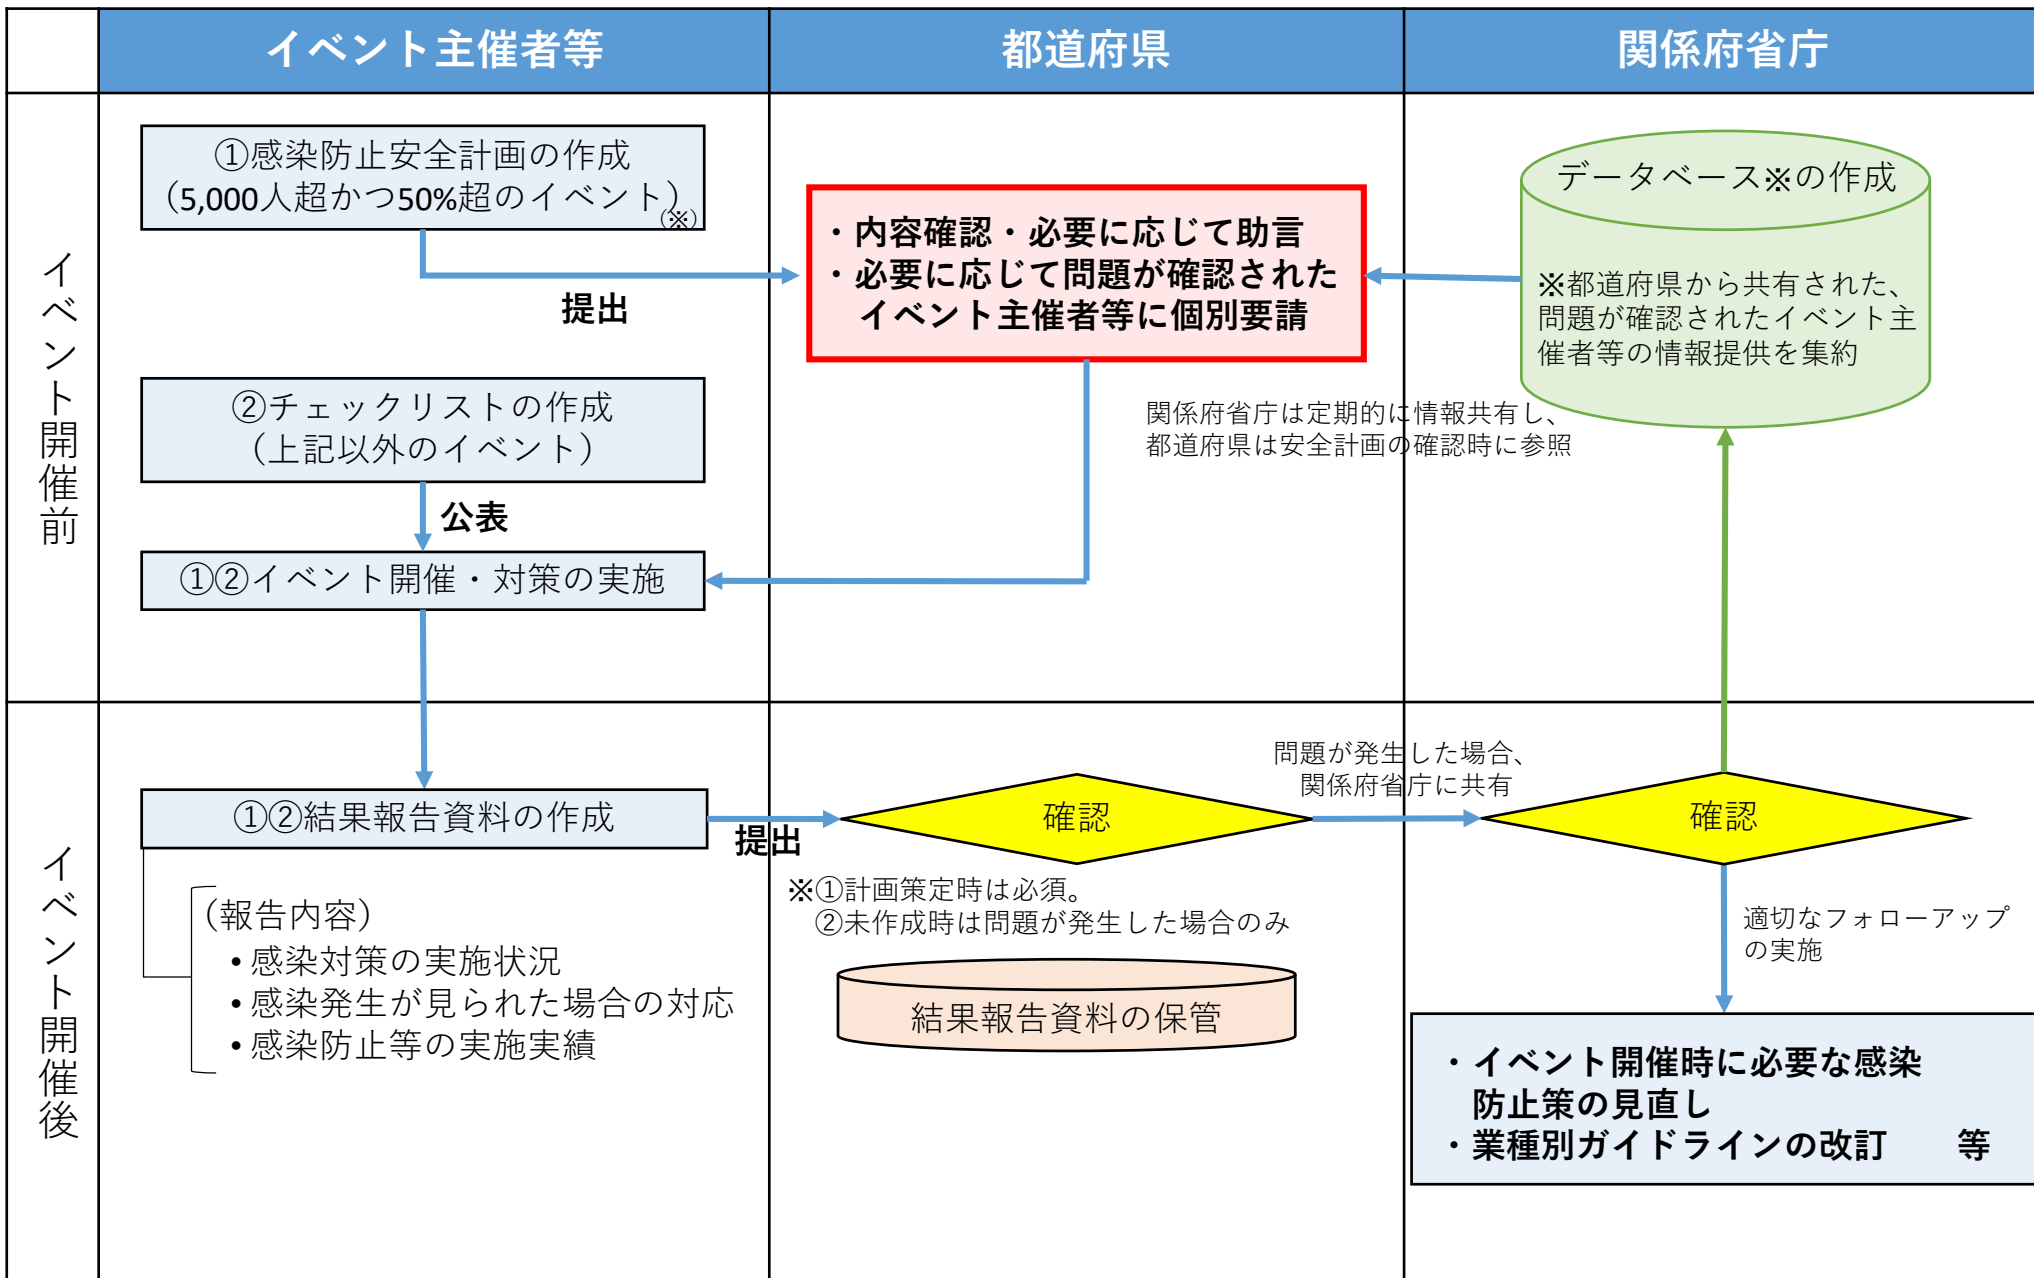 イベント主催者等
都道府県
関係府省庁
イベント開催前
①感染防止安全計画の作成
（5,000人超かつ50%超のイベント）
（※）
提出
②チェックリストの作成
（上記以外のイベント）
公表
①②イベント開催・対策の実施
・内容確認・必要に応じて助言
・必要に応じて問題が確認された
イベント主催者等に個別要請
関係府省庁は定期的に情報共有し、
都道府県は安全計画の確認時に参照
データベース※の作成
※都道府県から共有された、
問題が確認されたイベント主
催者等の情報提供を集約
イベント開催後
①②結果報告資料の作成
提出
（報告内容）
• 感染対策の実施状況
• 感染発生が見られた場合の対応
• 感染防止等の実施実績
確認
※①計画策定時は必須。
②未作成時は問題が発生した場合のみ
結果報告資料の保管
問題が発生した場合、
関係府省庁に共有
確認
適切なフォローアップ
の実施
・イベント開催時に必要な感染
防止策の見直し
・業種別ガイドラインの改訂　　等